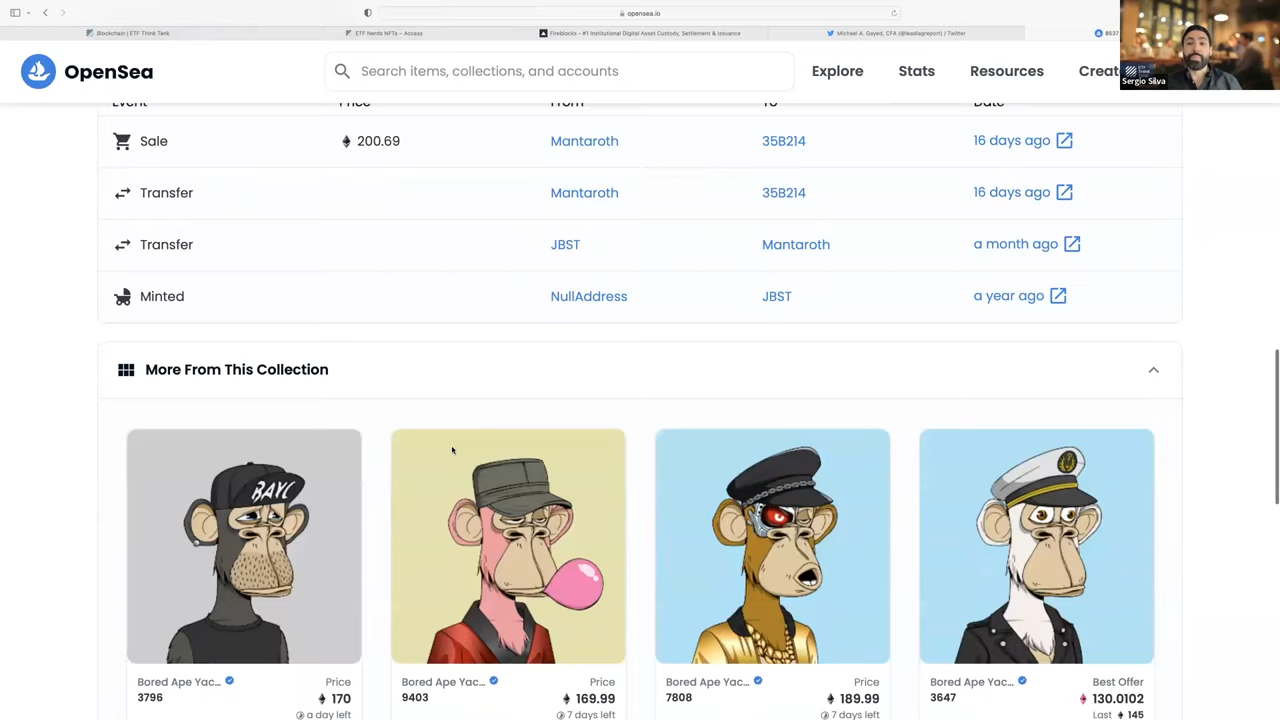 opensea.io
Blockchain | ETF Think Tank
ETF Nerds NFTs – Access
Fireblocks - #1 Institutional Digital Asset Custody, Settlement & Issuance
Michael A. Gayed, CFA (@leadlagreport) / Twitter
8537
OpenSea
Search items, collections, and accounts
Explore
Stats
Resources
Creat
ETF
THINK
Sergio Silva
Event
Price
From
To
Date
Sale
200.69
Mantaroth
35B214
16 days ago
Transfer
Mantaroth
35B214
16 days ago
Transfer
JBST
Mantaroth
a month ago
Minted
NullAddress
JBST
a year ago
More From This Collection
BAYC
Bored Ape Yac...
Price
3796
170
a day left
Bored Ape Yac...
Price
9403
169.99
7 days left
Bored Ape Yac...
Price
7808
189.99
7 days left
Bored Ape Yac...
Best Offer
3647
130.0102
Last 145